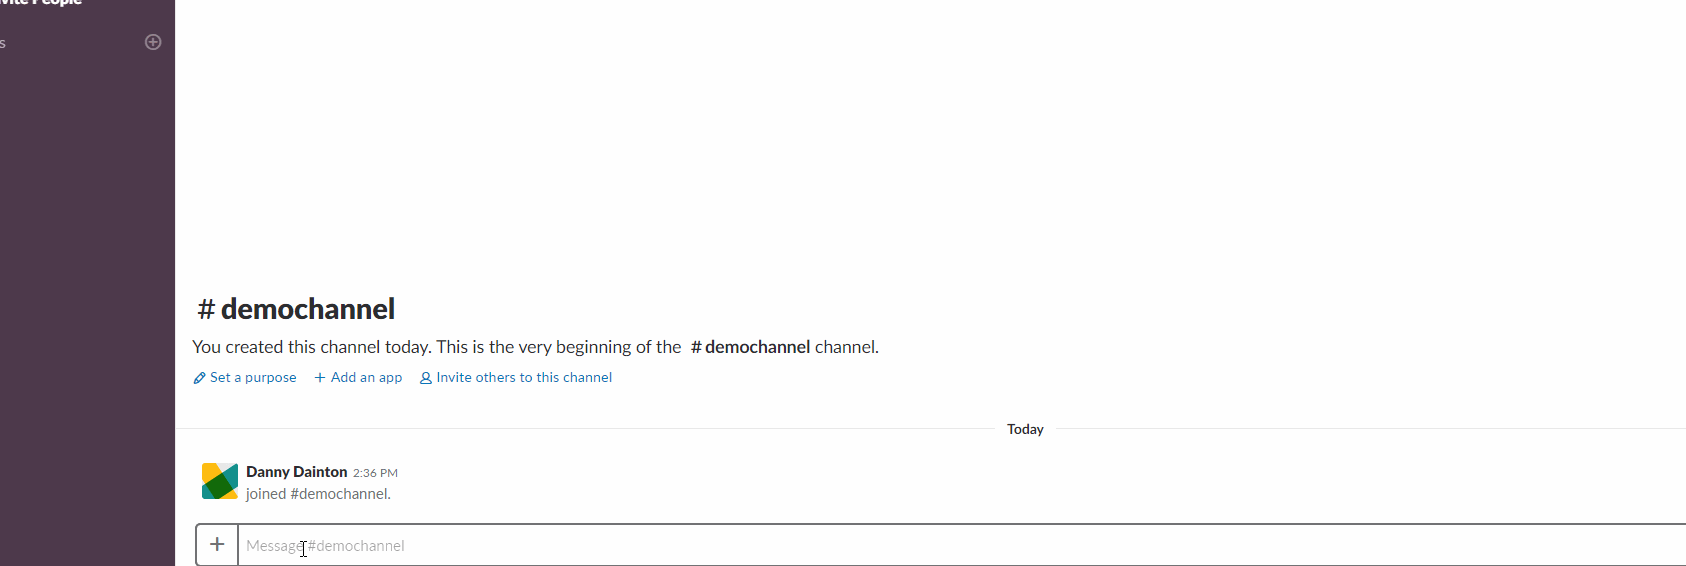 People
s
# demochannel
You created this channel today. This is the very beginning of the # demochannel channel.
Set a purpose + Add an app Invite others to this channel
Today
Danny Dainton 2:36 PM
joined #demochannel.
+ Message #demochannel